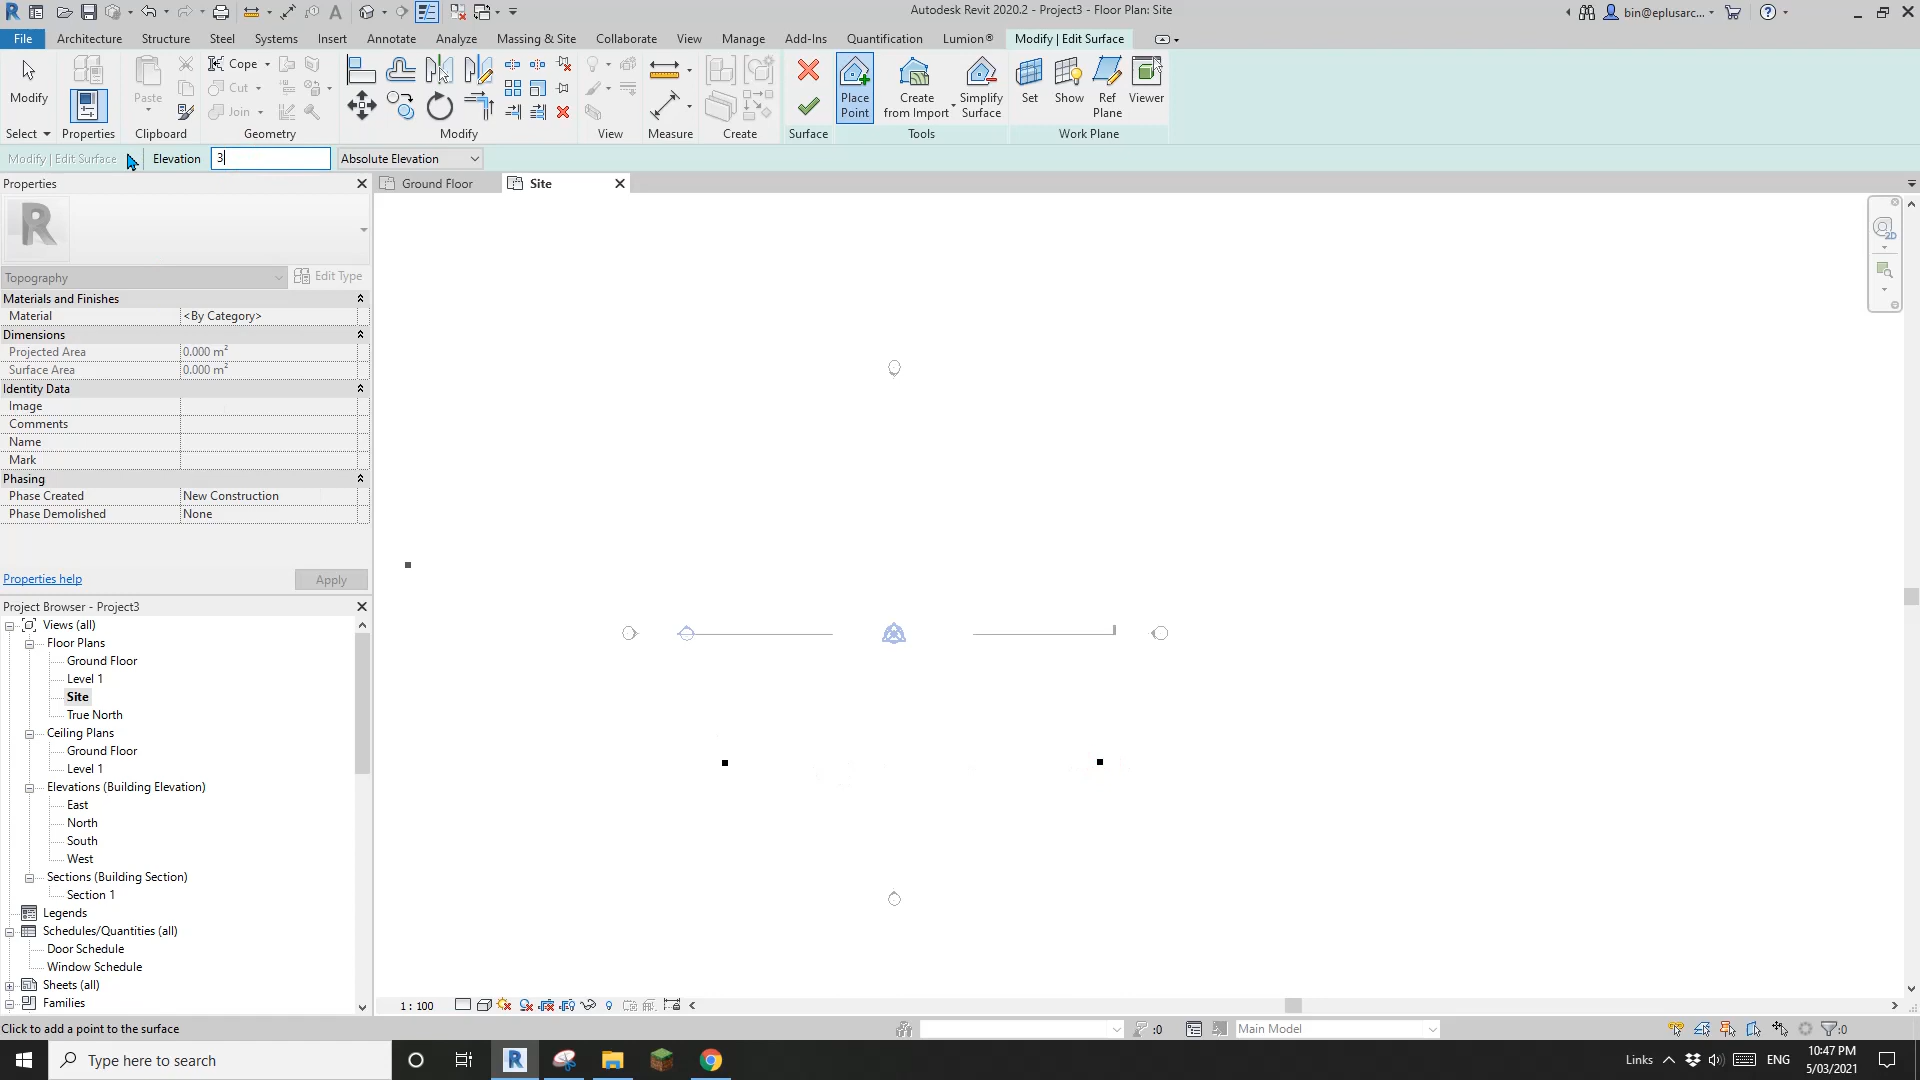 Autodesk Revit 2020.2 - Project3 - Floor Plan: Site
bin@eplusarc...
File Architecture Structure Steel Systems Insert Annotate Analyze Massing & Site Collaborate View Manage Add-Ins Quantification Lumion® Modify | Edit Surface
Modify
Paste
Cope
Cut
Join
Place
Point
Create
from Import
Simplify
Surface
Set
Show
Ref
Plane
Viewer
Select Properties Clipboard Geometry Modify View Measure Create Surface Tools Work Plane
Modify | Edit Surface Elevation 3 Absolute Elevation
Properties
Ground Floor
Site
2D
R
Topography Edit Type
Materials and Finishes
Material <By Category>
Dimensions
Projected Area 0.000 m²
Surface Area 0.000 m²
Identity Data
Image
Comments
Name
Mark
Phasing
Phase Created New Construction
Phase Demolished None
Properties help Apply
Project Browser - Project3
Views (all)
Floor Plans
Ground Floor
Level 1
Site
True North
Ceiling Plans
Ground Floor
Level 1
Elevations (Building Elevation)
East
North
South
West
Sections (Building Section)
Section 1
Legends
Schedules/Quantities (all)
Door Schedule
Window Schedule
Sheets (all)
Families
1 : 100
Click to add a point to the surface
:0
Main Model
:0
Type here to search
Links
ENG
10:47 PM
5/03/2021